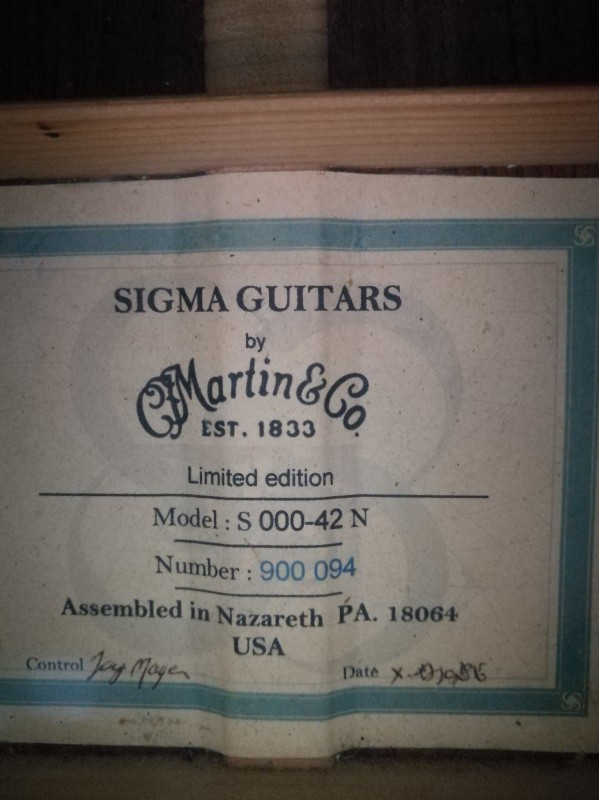 SIGMA GUITARS
by
CFMartin & Co.
EST. 1833
Limited edition
Model : S 000-42 N
Number : 900 094
Assembled in Nazareth PA. 18064
USA
Control
Date